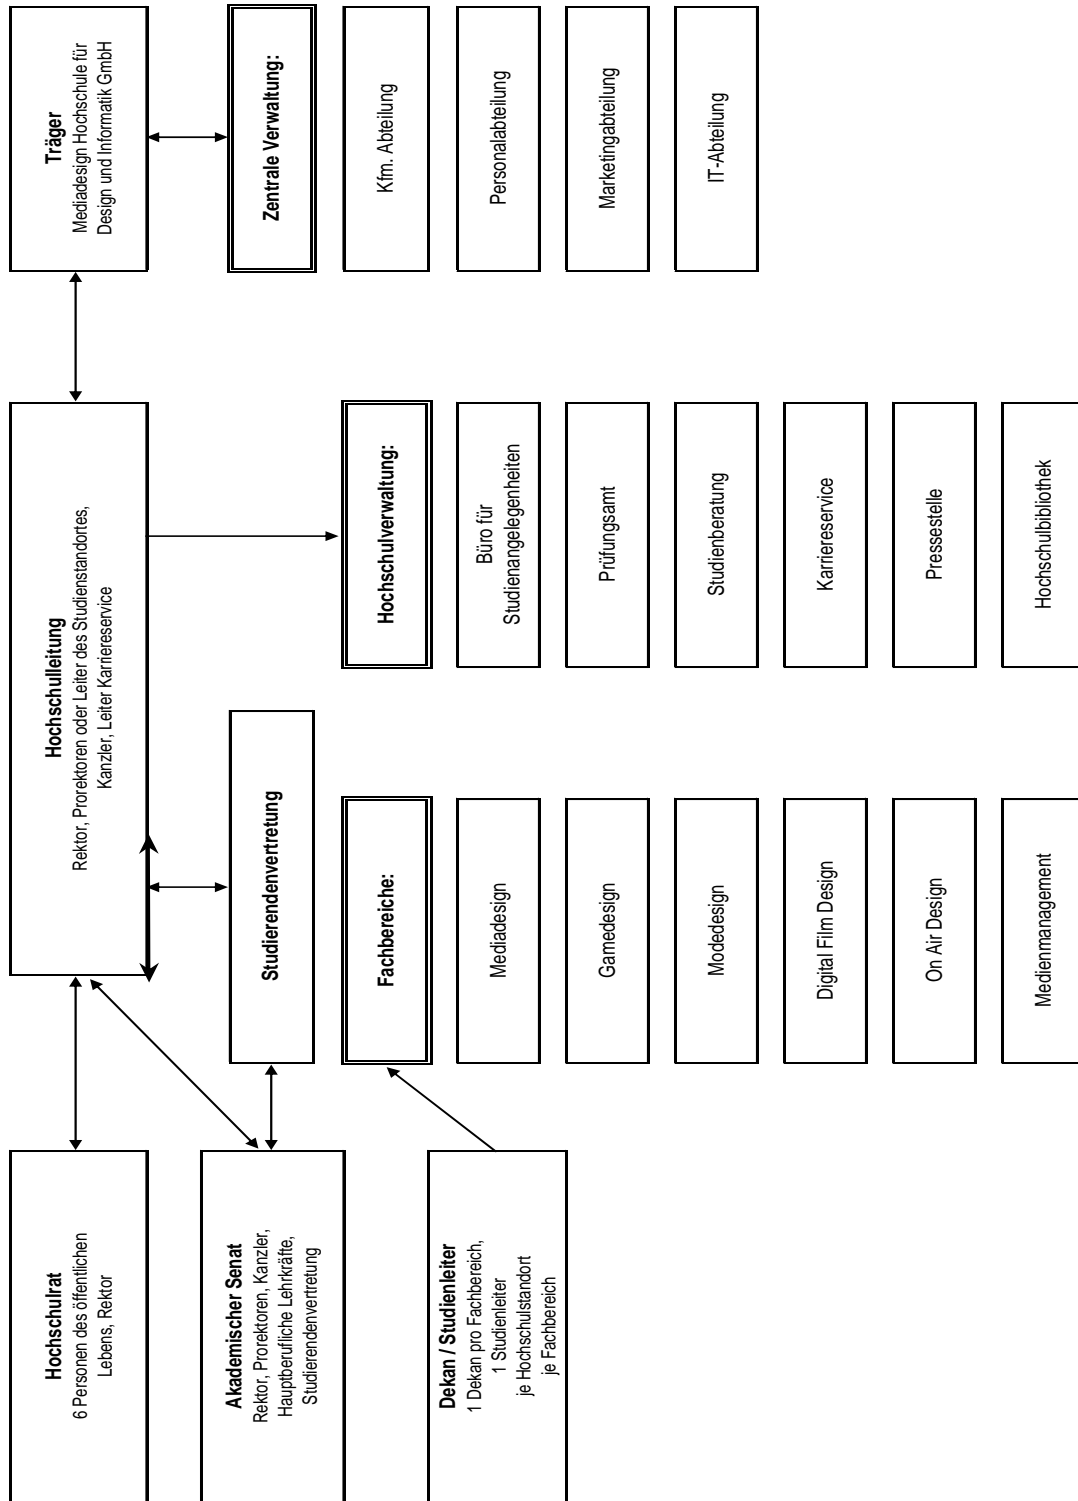 Hochschulrat
6 Personen des öffentlichen
Lebens, Rektor
Hochschulleitung
Rektor, Prorektoren oder Leiter des Studienstandortes,
Kanzler, Leiter Karriereservice
Träger
Mediadesign Hochschule für
Design und Informatik GmbH
Akademischer Senat
Rektor, Prorektoren, Kanzler,
Hauptberufliche Lehrkräfte,
Studierendenvertretung
Studierendenvertretung
Zentrale Verwaltung:
Dekan / Studienleiter
1 Dekan pro Fachbereich,
1 Studienleiter
je Hochschulstandort
je Fachbereich
Fachbereiche:
Mediadesign
Gamedesign
Modedesign
Digital Film Design
On Air Design
Medienmanagement
Hochschulverwaltung:
Büro für
Studienangelegenheiten
Prüfungsamt
Studienberatung
Karriereservice
Pressestelle
Hochschulbibliothek
Kfm. Abteilung
Personalabteilung
Marketingabteilung
IT-Abteilung